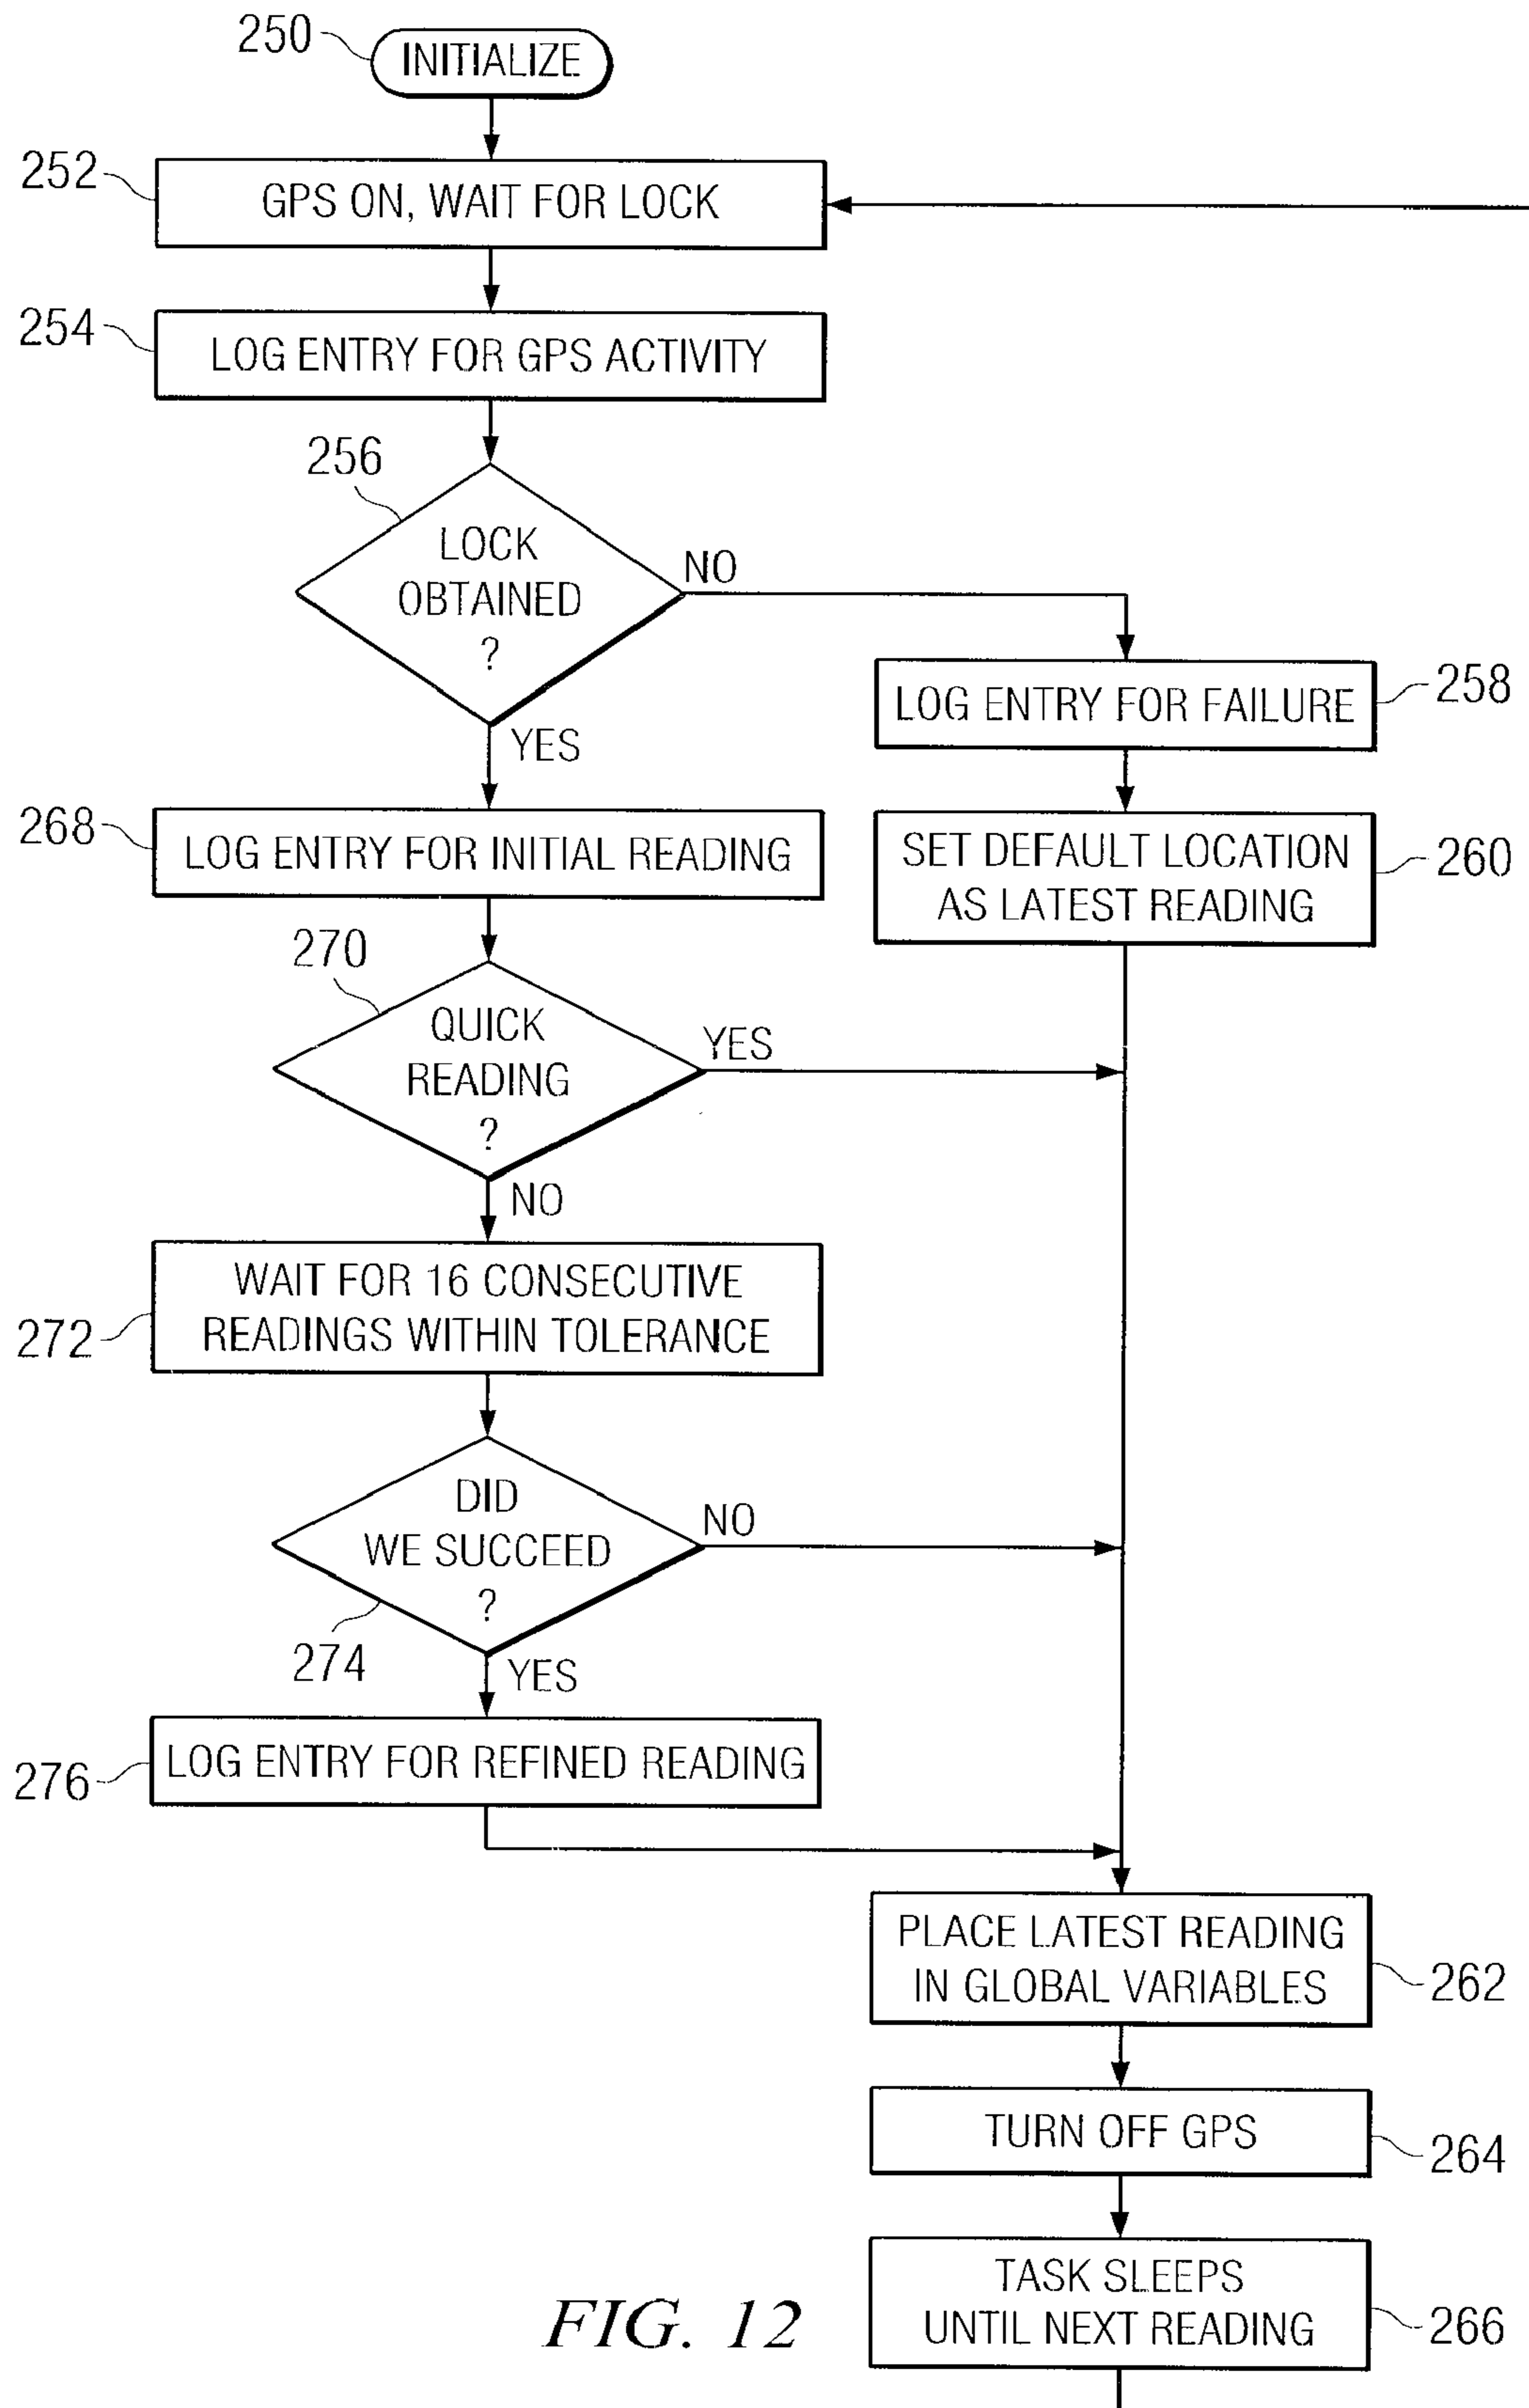 250
INITIALIZE
252
GPS ON, WAIT FOR LOCK
254
LOG ENTRY FOR GPS ACTIVITY
256
LOCK
OBTAINED
?
NO
YES
258
LOG ENTRY FOR FAILURE
268
LOG ENTRY FOR INITIAL READING
SET DEFAULT LOCATION
AS LATEST READING
260
270
QUICK
READING
?
YES
NO
272
WAIT FOR 16 CONSECUTIVE
READINGS WITHIN TOLERANCE
DID
WE SUCCEED
?
NO
274
YES
276
LOG ENTRY FOR REFINED READING
PLACE LATEST READING
IN GLOBAL VARIABLES
262
TURN OFF GPS
264
TASK SLEEPS
UNTIL NEXT READING
266
FIG. 12